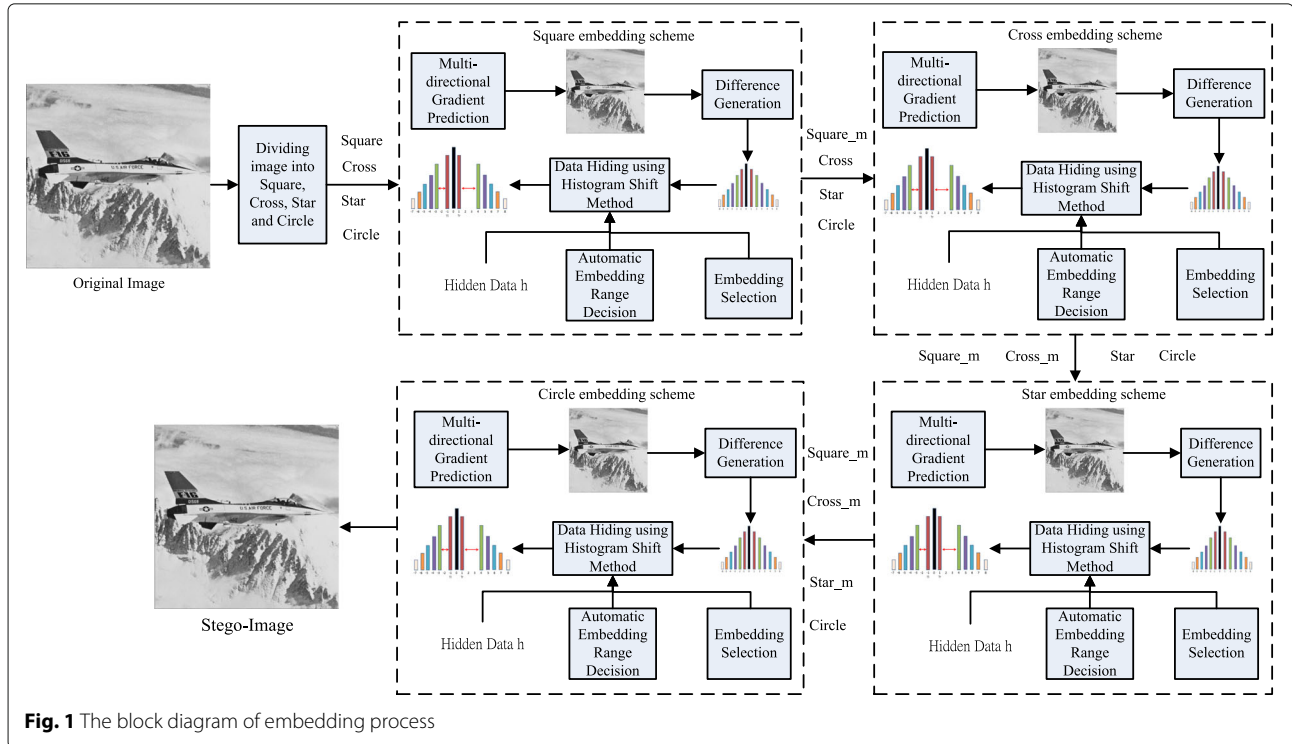 Original Image
Dividing
image into
Square,
Cross, Star
and Circle
Square
Cross
Star
Circle
Square embedding scheme
Multi-
directional
Gradient
Prediction
Difference
Generation
Data Hiding using
Histogram Shift
Method
Hidden Data h
Automatic
Embedding
Range
Decision
Embedding
Selection
Square_m
Cross
Star
Circle
Cross embedding scheme
Multi-
directional
Gradient
Prediction
Difference
Generation
Data Hiding using
Histogram Shift
Method
Hidden Data h
Automatic
Embedding
Range
Decision
Embedding
Selection
Square_m Cross_m Star Circle
Star embedding scheme
Multi-
directional
Gradient
Prediction
Difference
Generation
Data Hiding using
Histogram Shift
Method
Hidden Data h
Automatic
Embedding
Range
Decision
Embedding
Selection
Square_m
Cross_m
Star_m
Circle
Circle embedding scheme
Multi-
directional
Gradient
Prediction
Difference
Generation
Data Hiding using
Histogram Shift
Method
Hidden Data h
Automatic
Embedding
Range
Decision
Embedding
Selection
Stego-Image
Fig. 1 The block diagram of embedding process